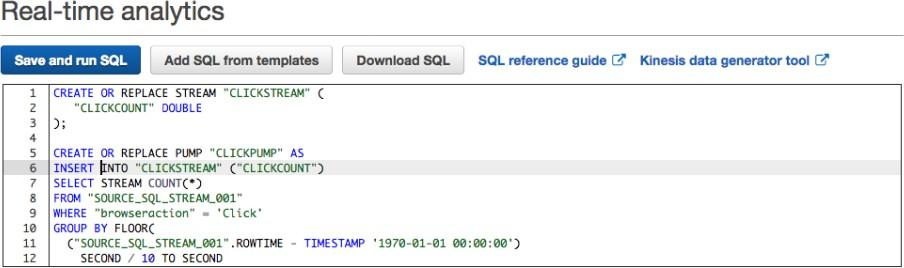 Real-time analytics
Save and run SQL Add SQL from templates Download SQL SQL reference guide Kinesis data generator tool
1 CREATE OR REPLACE STREAM "CLICKSTREAM" (
2 "CLICKCOUNT" DOUBLE
3 );
4
5 CREATE OR REPLACE PUMP "CLICKPUMP" AS
6 INSERT INTO "CLICKSTREAM" ("CLICKCOUNT")
7 SELECT STREAM COUNT(*)
8 FROM "SOURCE_SQL_STREAM_001"
9 WHERE "browseraction" = 'Click'
10 GROUP BY FLOOR(
11 ("SOURCE_SQL_STREAM_001".ROWTIME - TIMESTAMP '1970-01-01 00:00:00')
12 SECOND / 10 TO SECOND